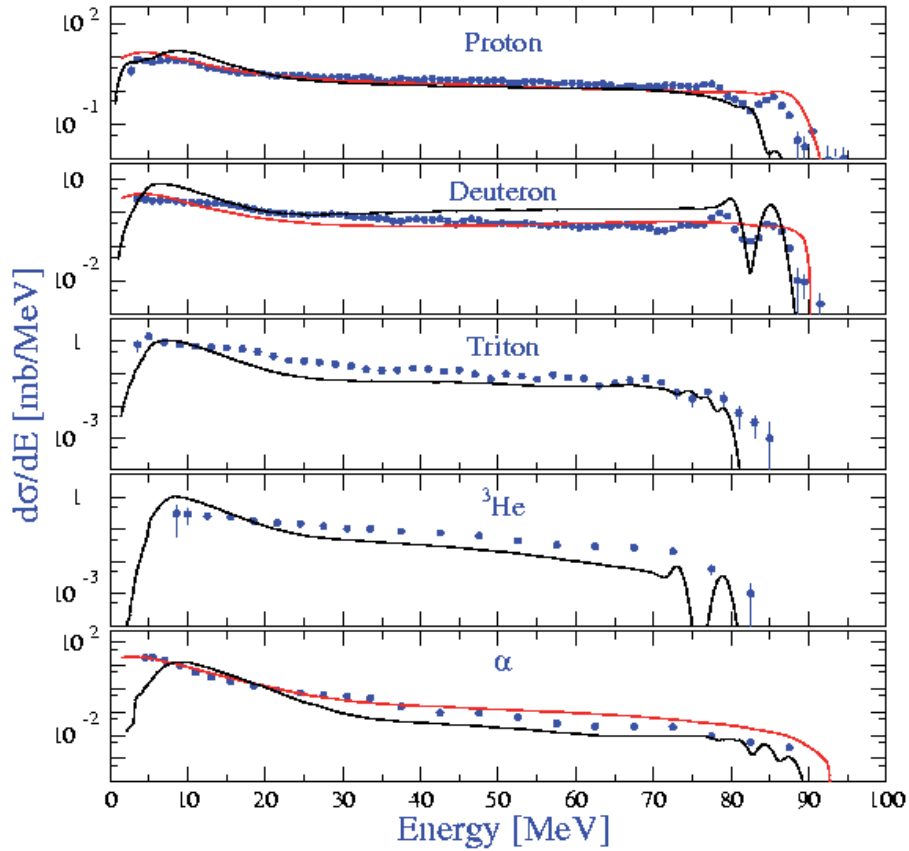 dσ/dE [mb/MeV]
10²
Proton
10⁻¹
10
Deuteron
10⁻²
1
Triton
10⁻³
1
³He
10⁻³
10²
α
10⁻²
0 10 20 30 40 50 60 70 80 90 100
Energy [MeV]